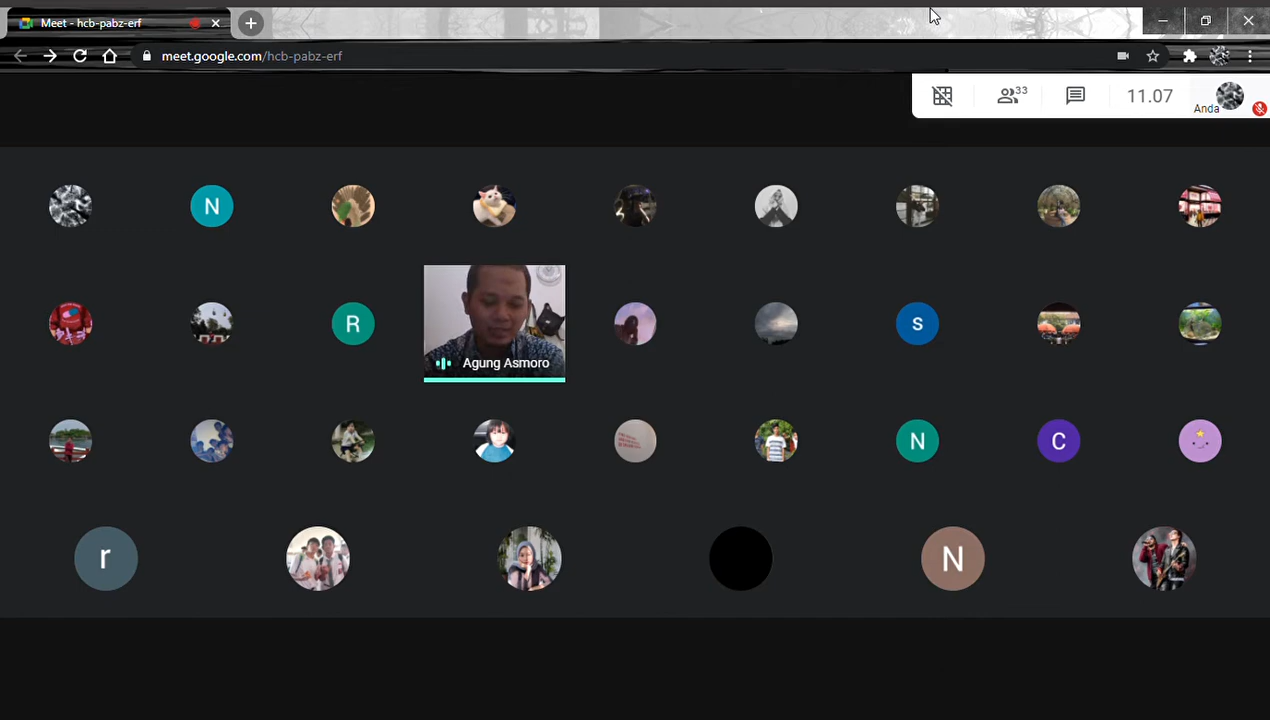 Meet - hcb-pabz-erf
meet.google.com/hcb-pabz-erf
33
11.07
Anda
N
R
Agung Asmoro
s
N
C
r
N